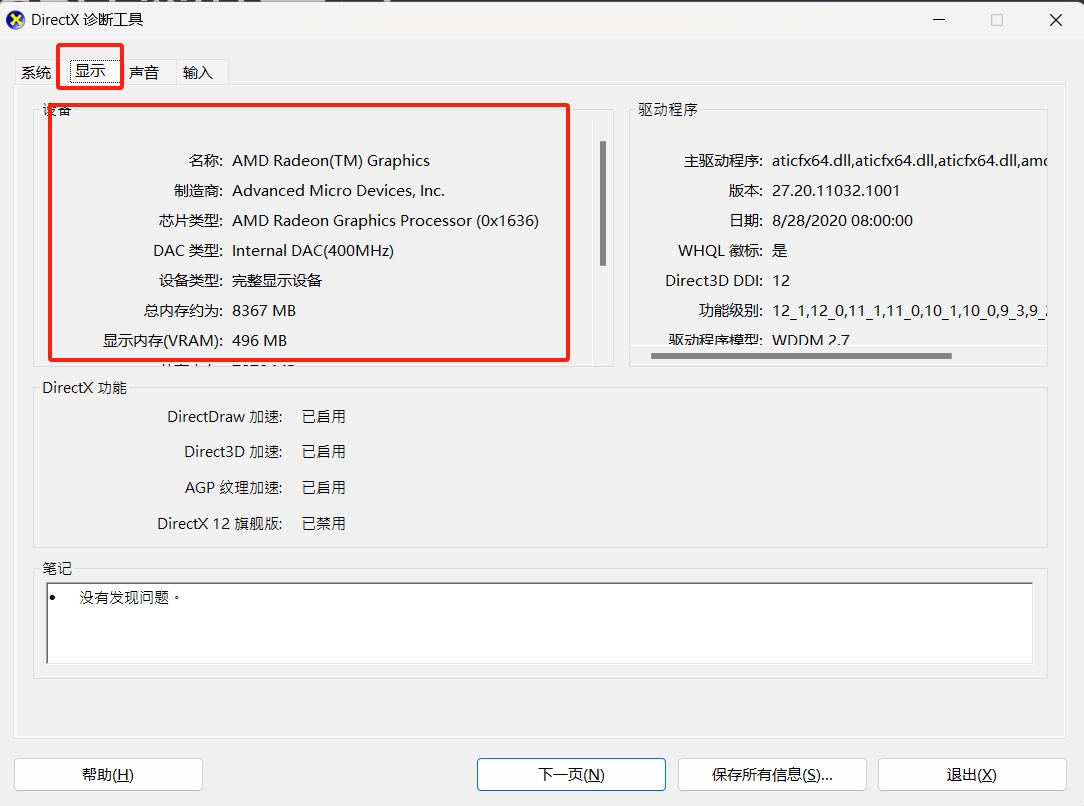 DirectX 诊断工具
系统 显示 声音 输入
设备
名称: AMD Radeon(TM) Graphics
制造商: Advanced Micro Devices, Inc.
芯片类型: AMD Radeon Graphics Processor (0x1636)
DAC 类型: Internal DAC(400MHz)
设备类型: 完整显示设备
总内存约为: 8367 MB
显示内存(VRAM): 496 MB
驱动程序
主驱动程序: aticfx64.dll,aticfx64.dll,aticfx64.dll,amd
版本: 27.20.11032.1001
日期: 8/28/2020 08:00:00
WHQL 徽标: 是
Direct3D DDI: 12
功能级别: 12_1,12_0,11_1,11_0,10_1,10_0,9_3,9_
驱动程序模型: WDDM 2.7
DirectX 功能
DirectDraw 加速: 已启用
Direct3D 加速: 已启用
AGP 纹理加速: 已启用
DirectX 12 旗舰版: 已禁用
笔记
• 没有发现问题。
帮助(H) 下一页(N) 保存所有信息(S)... 退出(X)